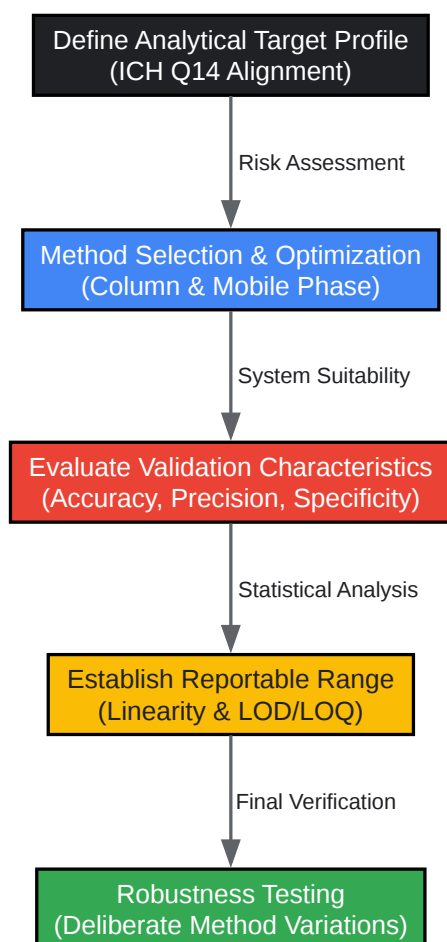 Define Analytical Target Profile
(ICH Q14 Alignment)
Risk Assessment
Method Selection & Optimization
(Column & Mobile Phase)
System Suitability
Evaluate Validation Characteristics
(Accuracy, Precision, Specificity)
Statistical Analysis
Establish Reportable Range
(Linearity & LOD/LOQ)
Final Verification
Robustness Testing
(Deliberate Method Variations)